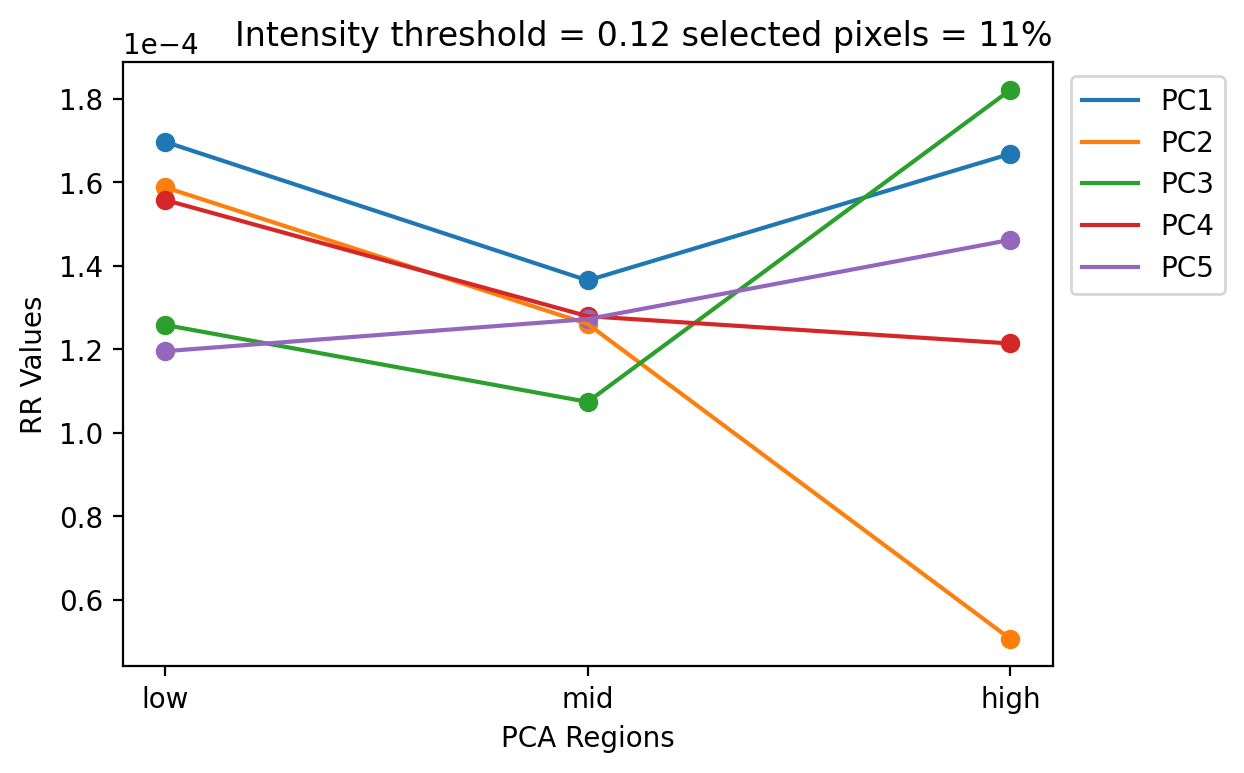 Intensity threshold = 0.12 selected pixels = 11%
1e−4
1.8
1.6
1.4
1.2
1.0
0.8
0.6
RR Values
low mid high
PCA Regions
PC1
PC2
PC3
PC4
PC5